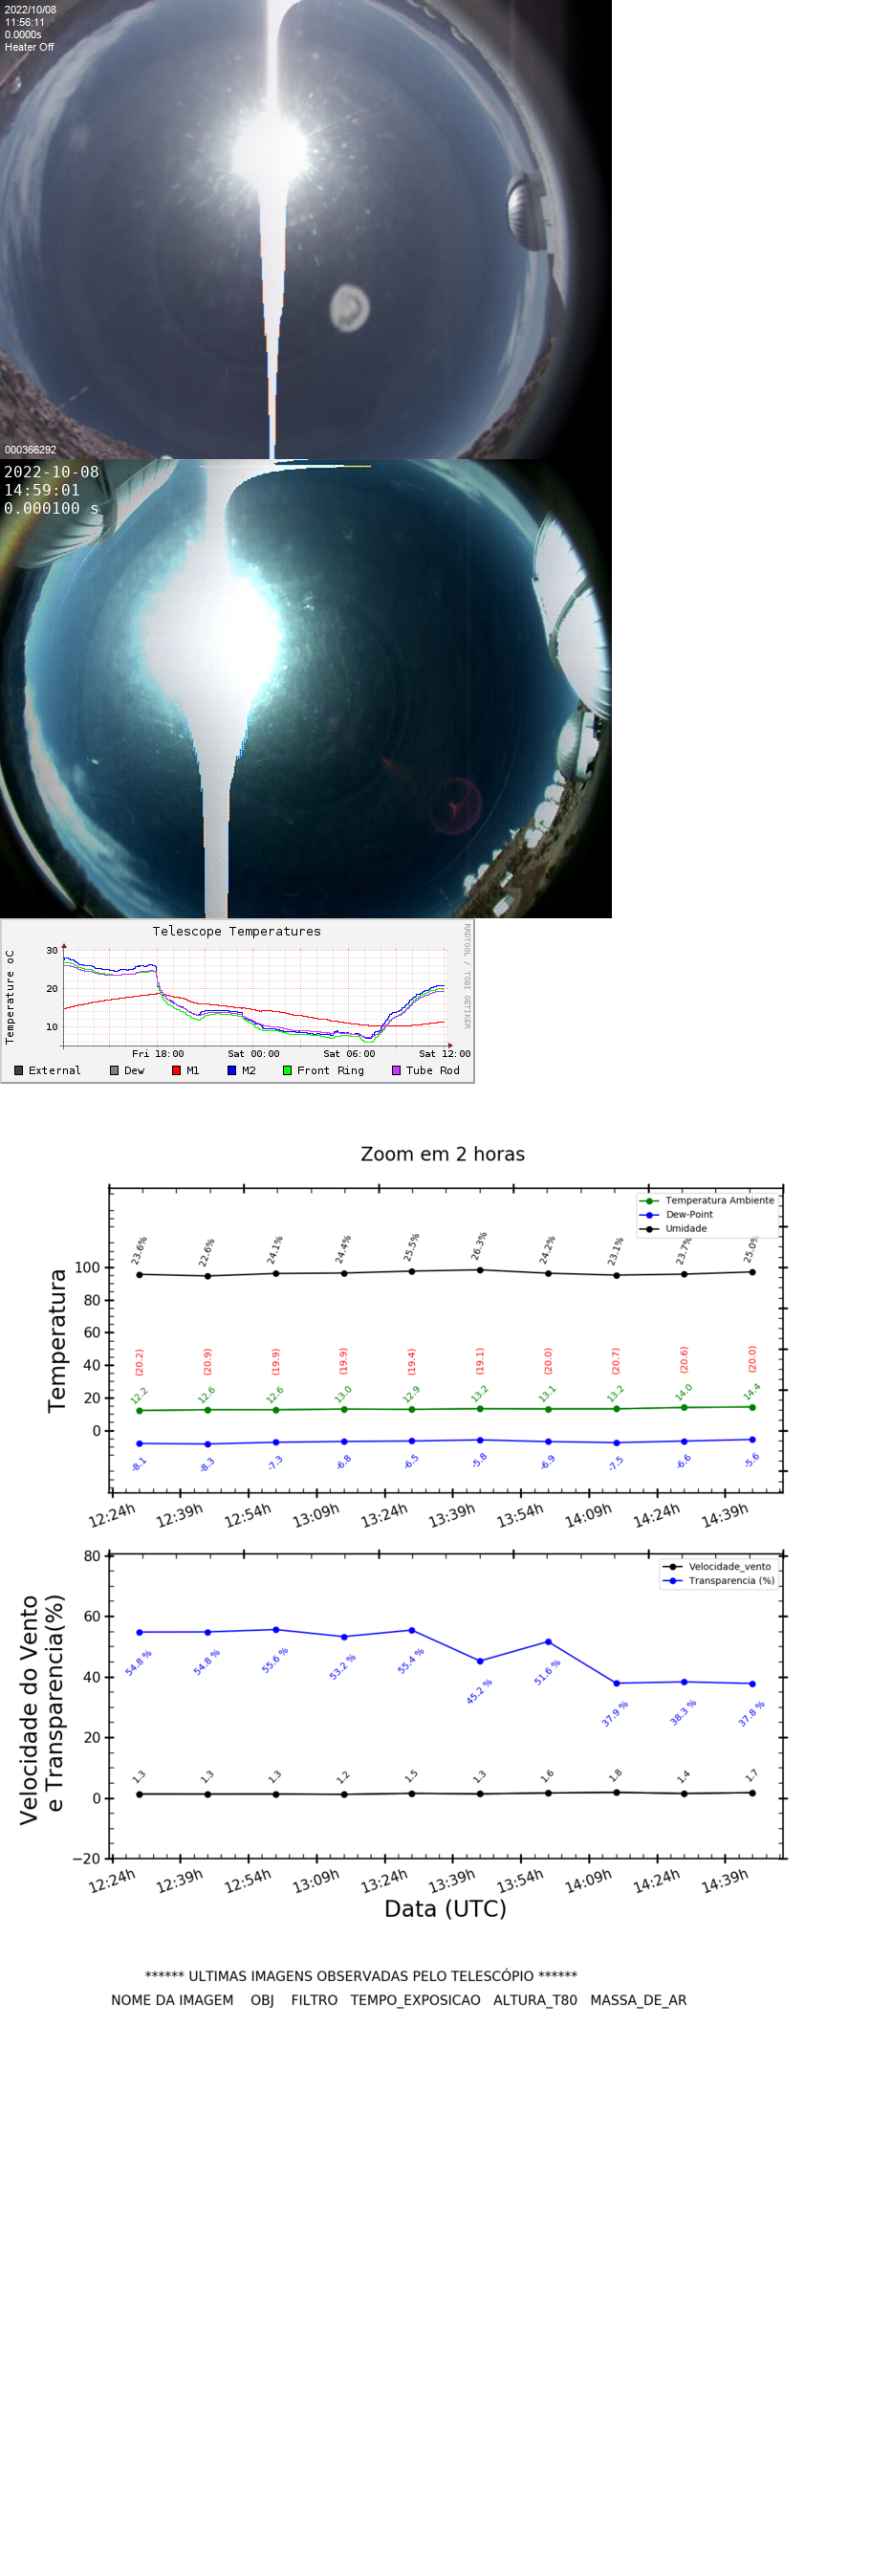 2022/10/08
11:56:11
0.0000s
Heater Off
000366292
2022-10-08
14:59:01
0.000100 s
Telescope Temperatures
RRDTOOL / TOBI OETIKER
Temperature oC
30
20
10
Fri 18:00 Sat 00:00 Sat 06:00 Sat 12:00
External Dew M1 M2 Front Ring Tube Rod
Zoom em 2 horas
Temperatura Ambiente
Dew-Point
Umidade
Temperatura
100
80
60
40
20
0
23.6% 22.6% 24.1% 24.4% 25.5% 26.3% 24.2% 23.1% 23.7% 25.0%
(20.2) (20.9) (19.9) (19.9) (19.4) (19.1) (20.0) (20.7) (20.6) (20.0)
12.2 12.6 12.6 13.0 12.9 13.2 13.1 13.2 14.0 14.4
-8.1 -8.3 -7.3 -6.8 -6.5 -5.8 -6.9 -7.5 -6.6 -5.6
12:24h 12:39h 12:54h 13:09h 13:24h 13:39h 13:54h 14:09h 14:24h 14:39h
Velocidade_vento
Transparencia (%)
Velocidade do Vento
e Transparencia(%)
80
60
40
20
0
−20
54.8 % 54.8 % 55.6 % 53.2 % 55.4 % 45.2 % 51.6 % 37.9 % 38.3 % 37.8 %
1.3 1.3 1.3 1.2 1.5 1.3 1.6 1.8 1.4 1.7
12:24h 12:39h 12:54h 13:09h 13:24h 13:39h 13:54h 14:09h 14:24h 14:39h
Data (UTC)
****** ULTIMAS IMAGENS OBSERVADAS PELO TELESCÓPIO ******
NOME DA IMAGEM OBJ FILTRO TEMPO_EXPOSICAO ALTURA_T80 MASSA_DE_AR